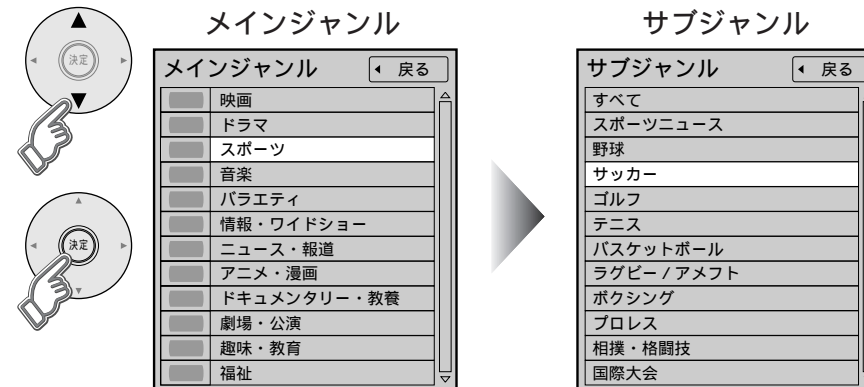 メインジャンル
決定
メインジャンル
戻る
映画
ドラマ
スポーツ
音楽
バラエティ
情報・ワイドショー
ニュース・報道
アニメ・漫画
ドキュメンタリー・教養
劇場・公演
趣味・教育
福祉
決定
サブジャンル
サブジャンル
戻る
すべて
スポーツニュース
野球
サッカー
ゴルフ
テニス
バスケットボール
ラグビー / アメフト
ボクシング
プロレス
相撲・格闘技
国際大会